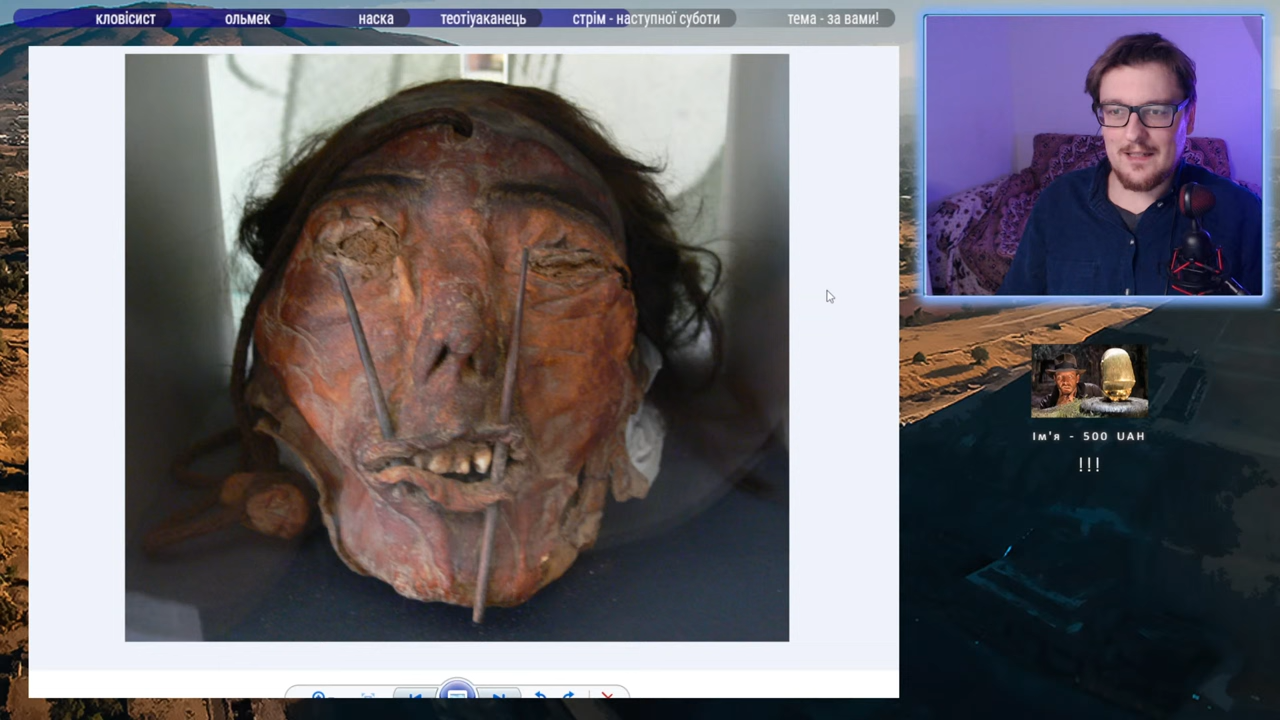 кловісист
ольмек
наска
теотіуаканець
стрім - наступної суботи
тема - за вами!
Ім'я - 500 UAH
!!!